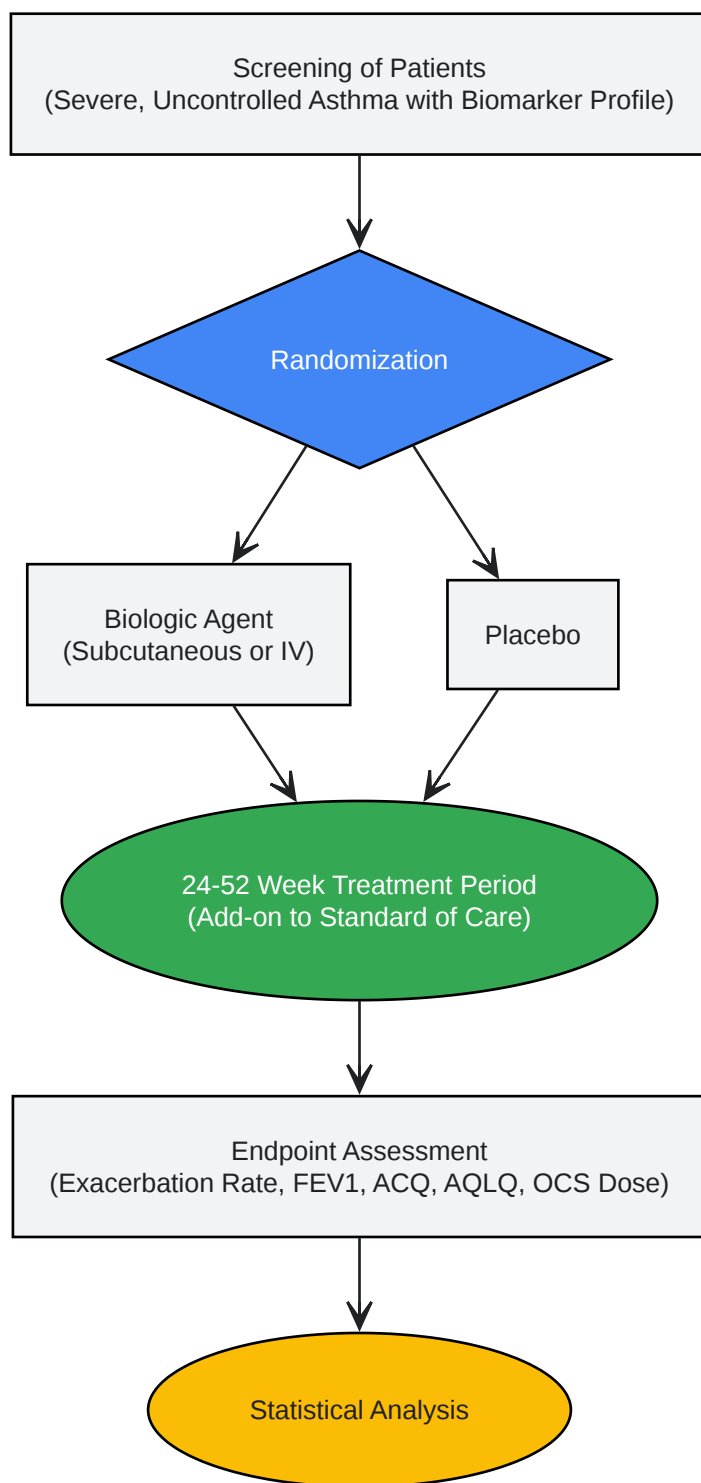 Screening of Patients
(Severe, Uncontrolled Asthma with Biomarker Profile)
Randomization
Biologic Agent
(Subcutaneous or IV)
Placebo
24-52 Week Treatment Period
(Add-on to Standard of Care)
Endpoint Assessment
(Exacerbation Rate, FEV1, ACQ, AQLQ, OCS Dose)
Statistical Analysis